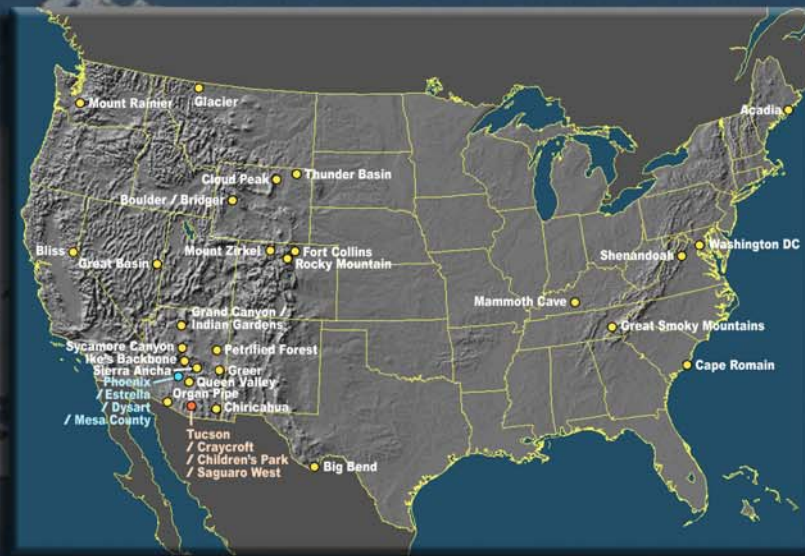 Mount Rainier
Glacier
Acadia
Cloud Peak
Thunder Basin
Boulder / Bridger
Washington DC
Bliss
Mount Zirkel
Fort Collins
Shenandoah
Great Basin
Rocky Mountain
Mammoth Cave
Grand Canyon /
Indian Gardens
Great Smoky Mountains
Sycamore Canyon
Petrified Forest
Ike's Backbone
Sierra Ancha
Greer
Cape Romain
Phoenix
/ Estrella
/ Dysart
/ Mesa County
Queen Valley
Organ Pipe
Chiricahua
Tucson
/ Craycroft
/ Children's Park
/ Saguaro West
Big Bend